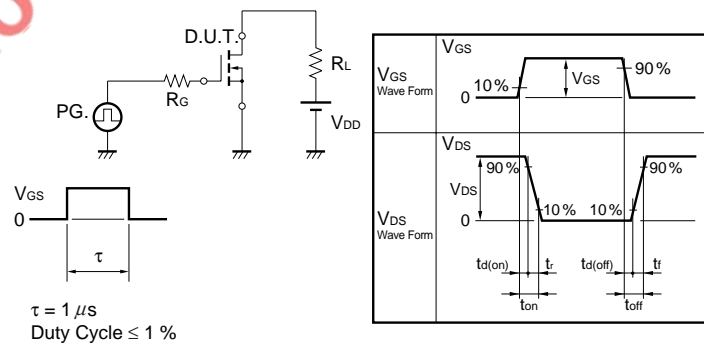 D.U.T.
RL
RG
PG.
VDD
VGS
0
τ
τ = 1 μs
Duty Cycle ≤ 1 %
VGS
Wave Form
VGS
10 %
VGS
90 %
0
VDS
Wave Form
VDS
90 %
90 %
VDS
10 % 10 %
0
td(on) tr td(off) tf
ton toff